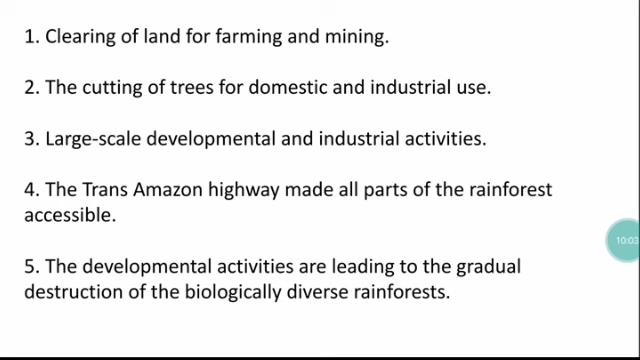 1. Clearing of land for farming and mining.
2. The cutting of trees for domestic and industrial use.
3. Large-scale developmental and industrial activities.
4. The Trans Amazon highway made all parts of the rainforest
accessible.
10:03
5. The developmental activities are leading to the gradual
destruction of the biologically diverse rainforests.